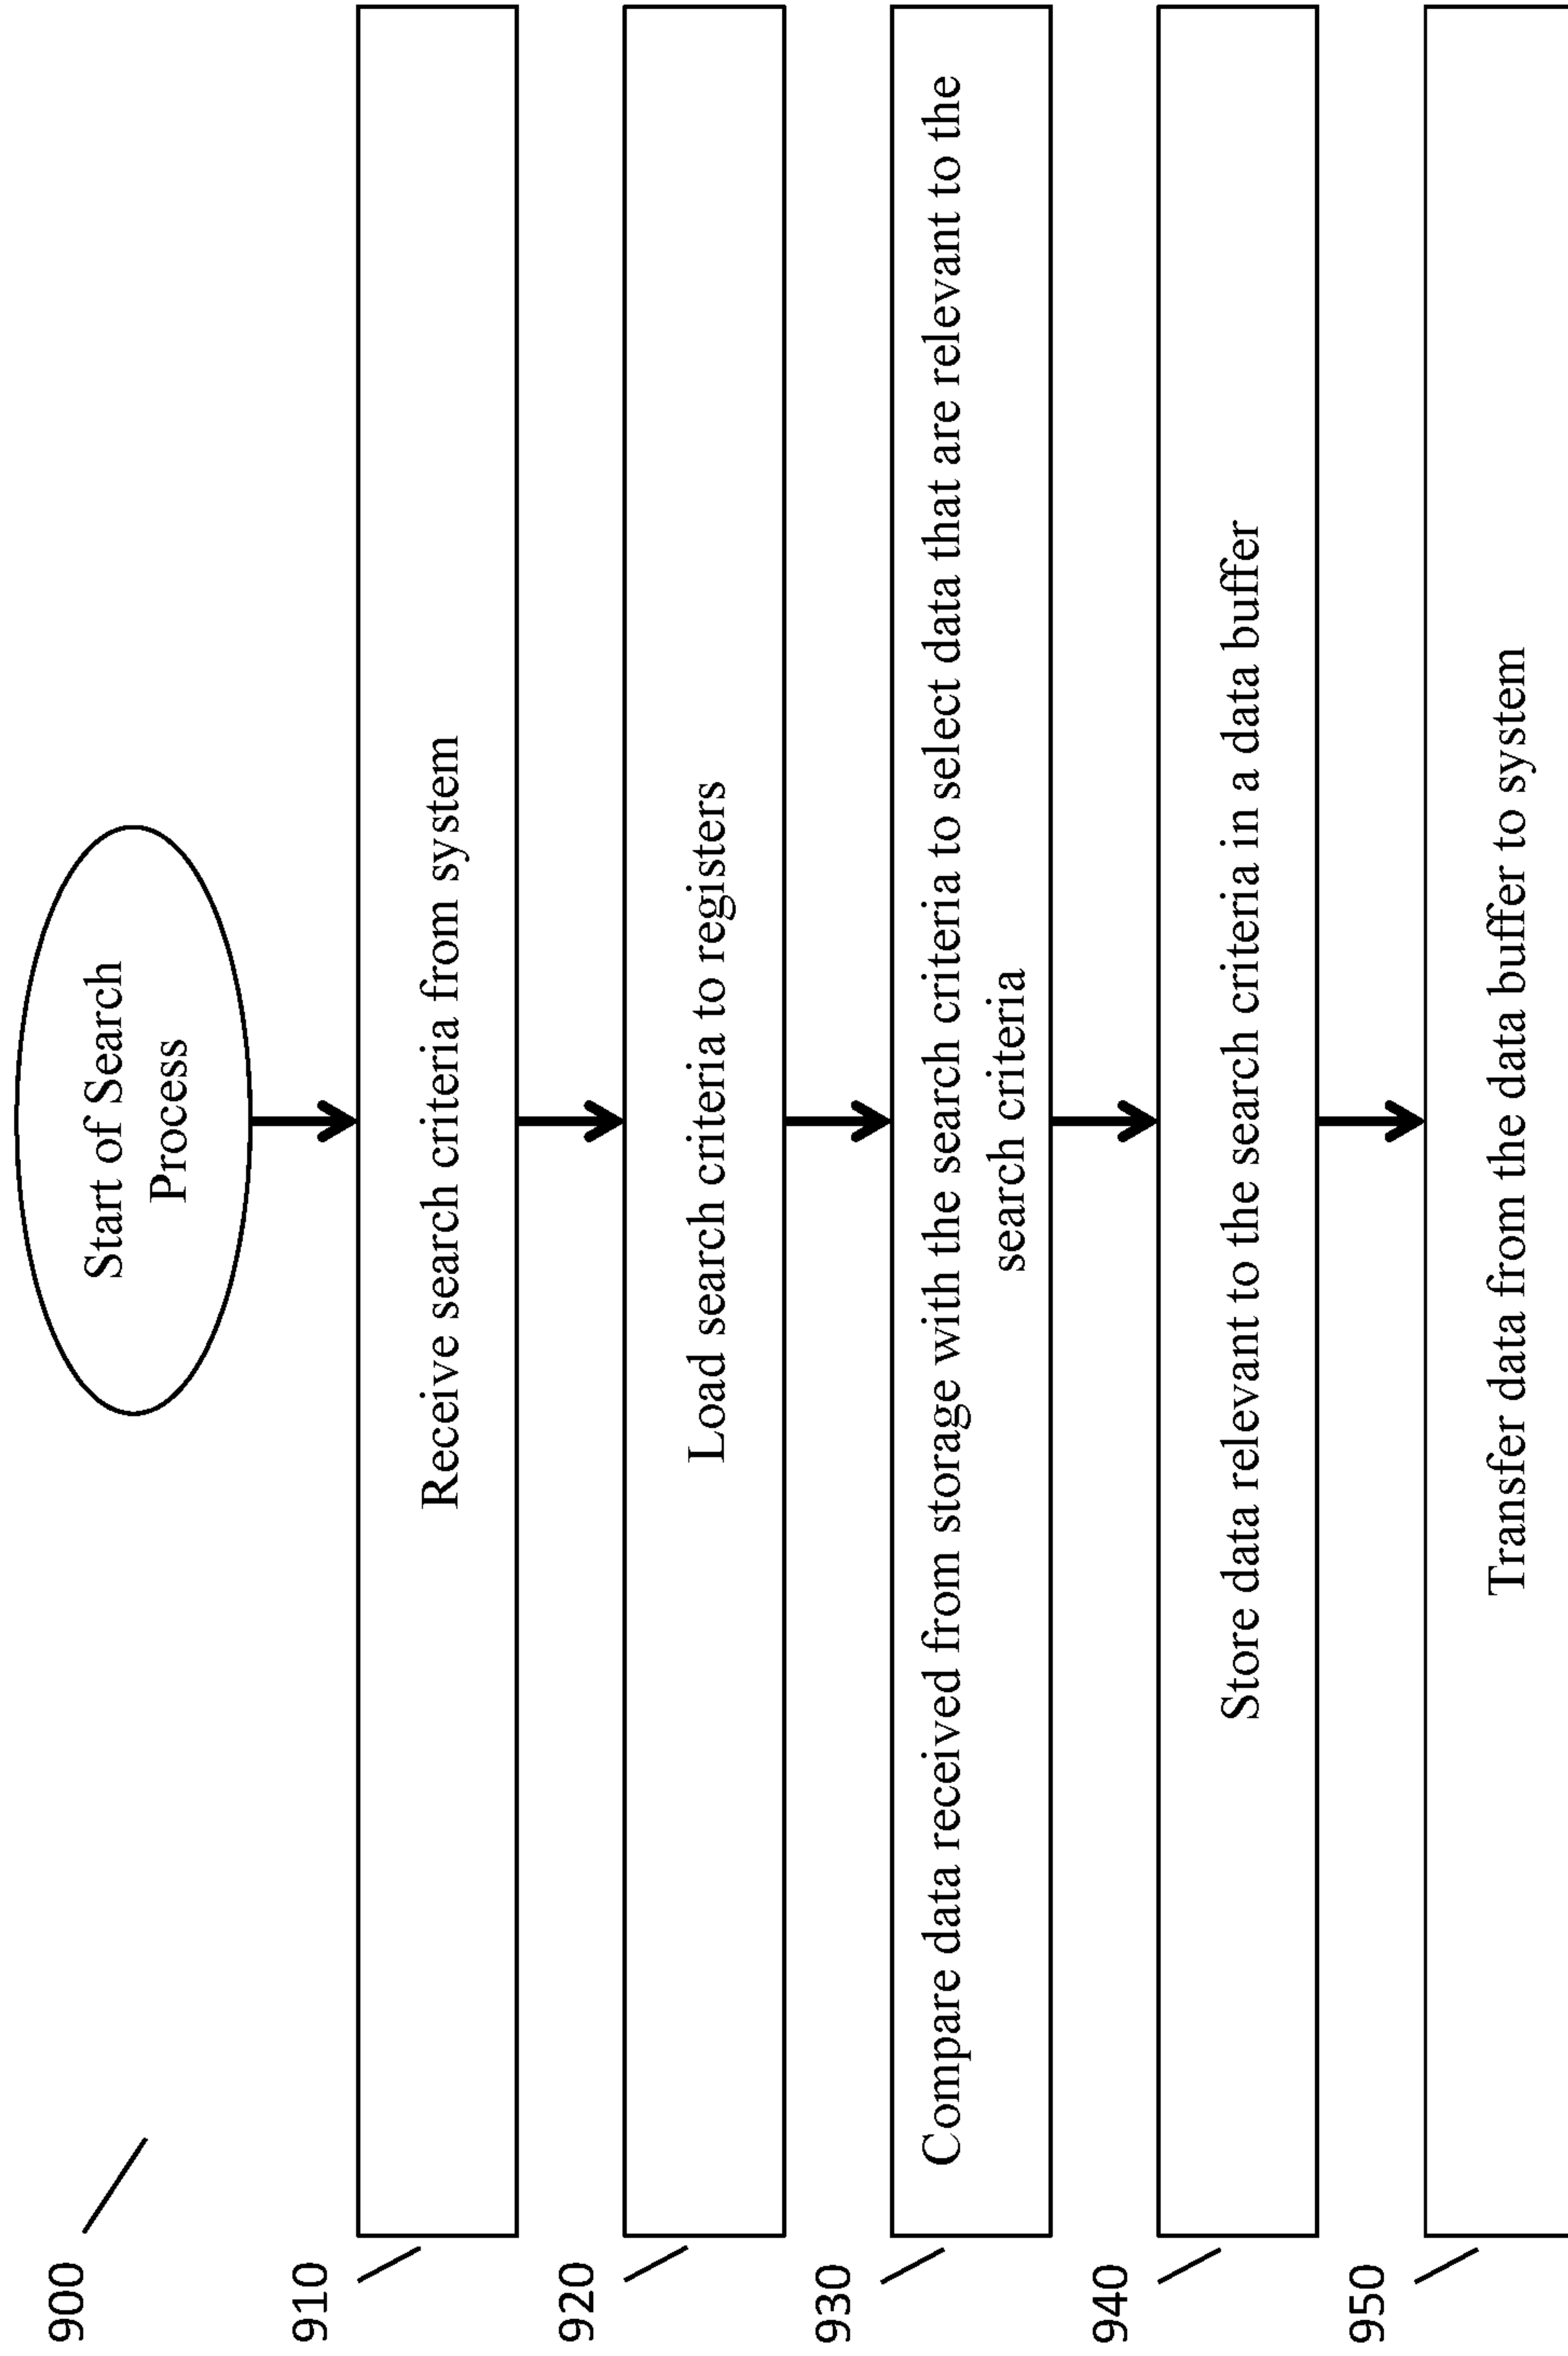 900
Start of Search
Process
910
Receive search criteria from system
920
Load search criteria to registers
930
Compare data received from storage with the search criteria to select data that are relevant to the
search criteria
940
Store data relevant to the search criteria in a data buffer
950
Transfer data from the data buffer to system